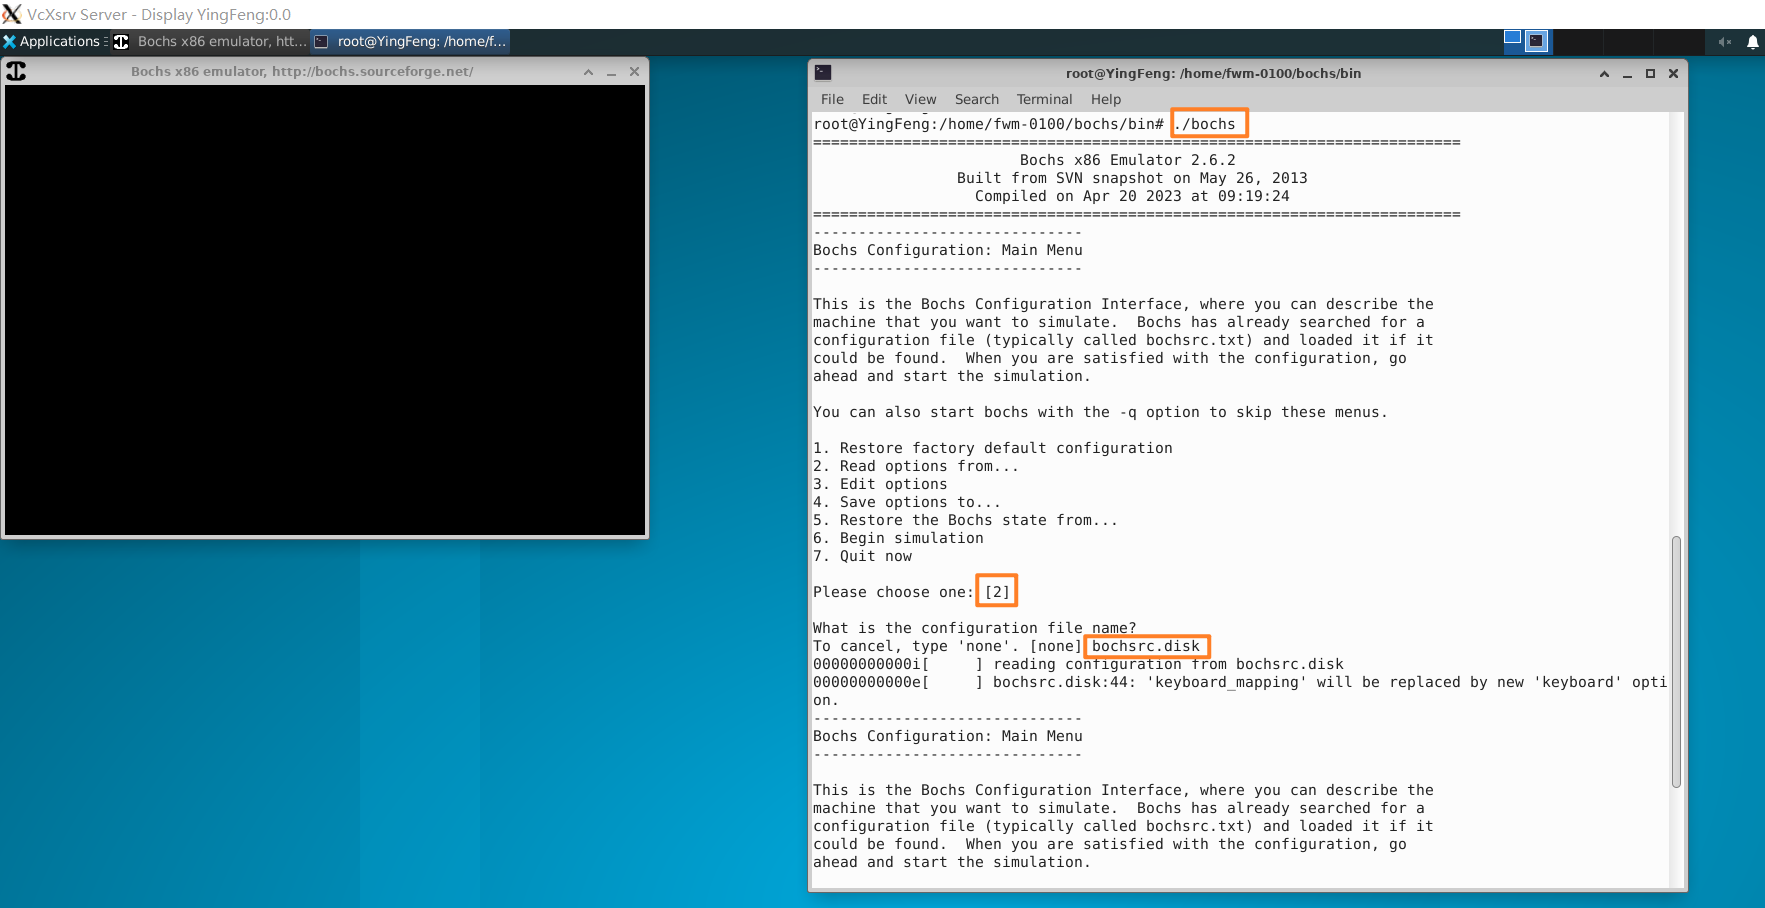 VcXsrv Server - Display YingFeng:0.0
Applications
Bochs x86 emulator, htt...
root@YingFeng: /home/f...
Bochs x86 emulator, http://bochs.sourceforge.net/
root@YingFeng: /home/fwm-0100/bochs/bin
File Edit View Search Terminal Help
root@YingFeng:/home/fwm-0100/bochs/bin# ./bochs
========================================================================
Bochs x86 Emulator 2.6.2
Built from SVN snapshot on May 26, 2013
Compiled on Apr 20 2023 at 09:19:24
========================================================================
------------------------------
Bochs Configuration: Main Menu
------------------------------
This is the Bochs Configuration Interface, where you can describe the
machine that you want to simulate.  Bochs has already searched for a
configuration file (typically called bochsrc.txt) and loaded it if it
could be found.  When you are satisfied with the configuration, go
ahead and start the simulation.
You can also start bochs with the -q option to skip these menus.
1. Restore factory default configuration
2. Read options from...
3. Edit options
4. Save options to...
5. Restore the Bochs state from...
6. Begin simulation
7. Quit now
Please choose one: [2]
What is the configuration file name?
To cancel, type 'none'. [none] bochsrc.disk
00000000000i[     ] reading configuration from bochsrc.disk
00000000000e[     ] bochsrc.disk:44: 'keyboard_mapping' will be replaced by new 'keyboard' opti
on.
------------------------------
Bochs Configuration: Main Menu
------------------------------
This is the Bochs Configuration Interface, where you can describe the
machine that you want to simulate.  Bochs has already searched for a
configuration file (typically called bochsrc.txt) and loaded it if it
could be found.  When you are satisfied with the configuration, go
ahead and start the simulation.